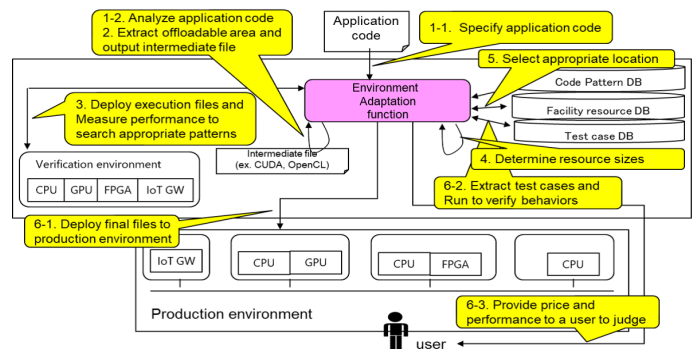 1-2. Analyze application code
2. Extract offloadable area and
output intermediate file
Application
code
1-1.  Specify application code
5. Select appropriate location
Environment
Adaptation
function
Code Pattern DB
Facility resource DB
Test case DB
3. Deploy execution files and
Measure performance to
search appropriate patterns
Intermediate file
(ex. CUDA, OpenCL)
4. Determine resource sizes
Verification environment
CPU GPU FPGA IoT GW
6-2. Extract test cases and
Run to verify behaviors
6-1. Deploy final files to
production environment
IoT GW CPU GPU CPU FPGA CPU
Production environment
6-3. Provide price and
performance to a user to judge
user